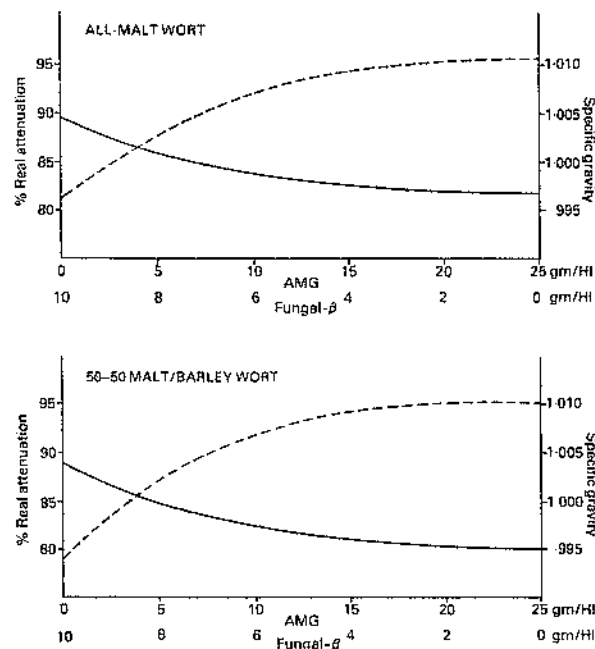 ALL-MALT WORT
95
90
85
80
% Real attenuation
1·010
1·005
1·000
·995
Specific gravity
0 5 10 15 20 25 gm/Hl
AMG
10 8 6 4 2 0 gm/Hl
Fungal-β
50–50 MALT/BARLEY WORT
95
90
85
80
% Real attenuation
1·010
1·005
1·000
·995
Specific gravity
0 5 10 15 20 25 gm/Hl
AMG
10 8 6 4 2 0 gm/Hl
Fungal-β